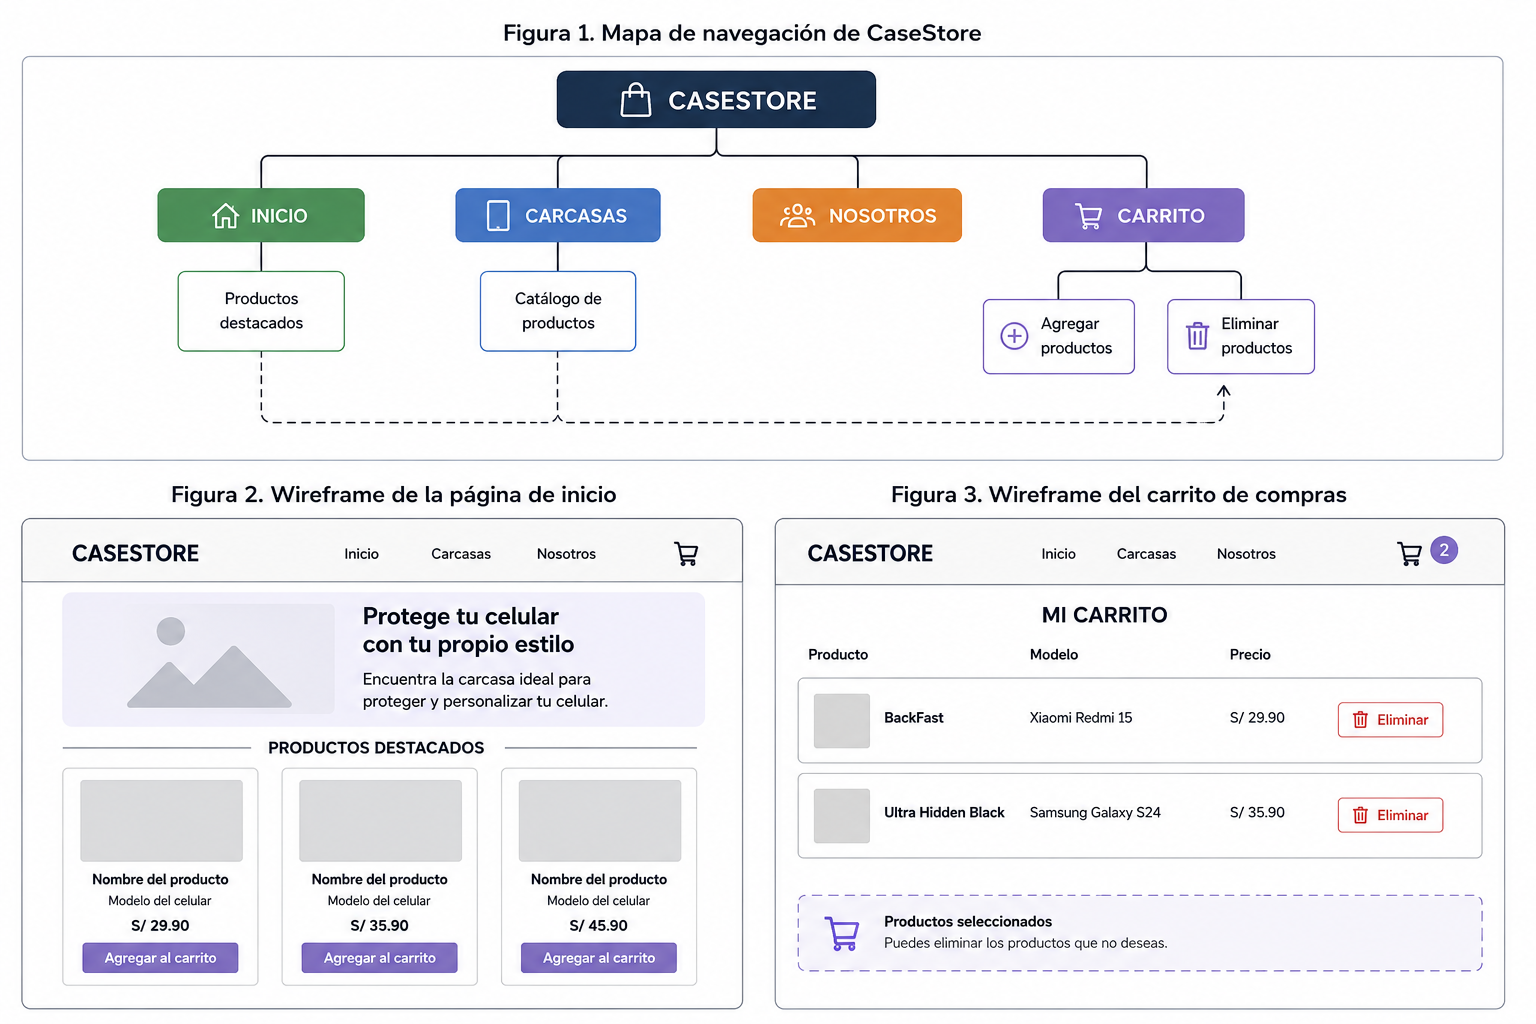 Figura 1. Mapa de navegación de CaseStore
CASESTORE
INICIO
CARCASAS
NOSOTROS
CARRITO
Productos
destacados
Catálogo de
productos
Agregar
productos
Eliminar
productos
Figura 2. Wireframe de la página de inicio
CASESTORE
Inicio
Carcasas
Nosotros
Protege tu celular
con tu propio estilo
Encuentra la carcasa ideal para
proteger y personalizar tu celular.
PRODUCTOS DESTACADOS
Nombre del producto
Modelo del celular
S/ 29.90
Agregar al carrito
Nombre del producto
Modelo del celular
S/ 35.90
Agregar al carrito
Nombre del producto
Modelo del celular
S/ 45.90
Agregar al carrito
Figura 3. Wireframe del carrito de compras
CASESTORE
Inicio
Carcasas
Nosotros
2
MI CARRITO
Producto
Modelo
Precio
BackFast
Xiaomi Redmi 15
S/ 29.90
Eliminar
Ultra Hidden Black
Samsung Galaxy S24
S/ 35.90
Eliminar
Productos seleccionados
Puedes eliminar los productos que no deseas.